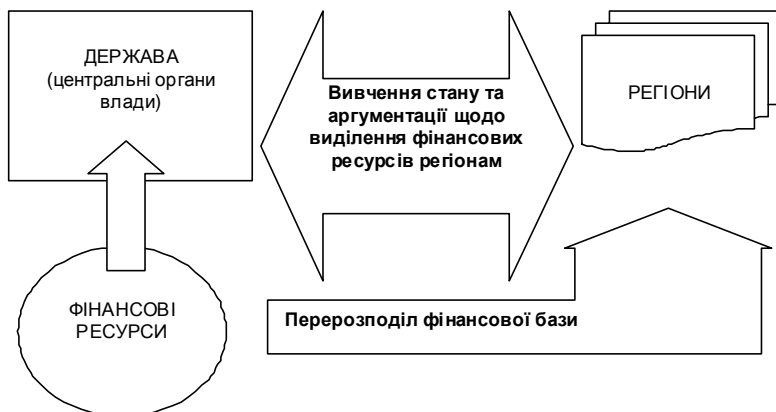 ДЕРЖАВА
(центральні органи
влади)
Вивчення стану та
аргументації щодо
виділення фінансових
ресурсів регіонам
РЕГІОНИ
ФІНАНСОВІ
РЕСУРСИ
Перерозподіл фінансової бази